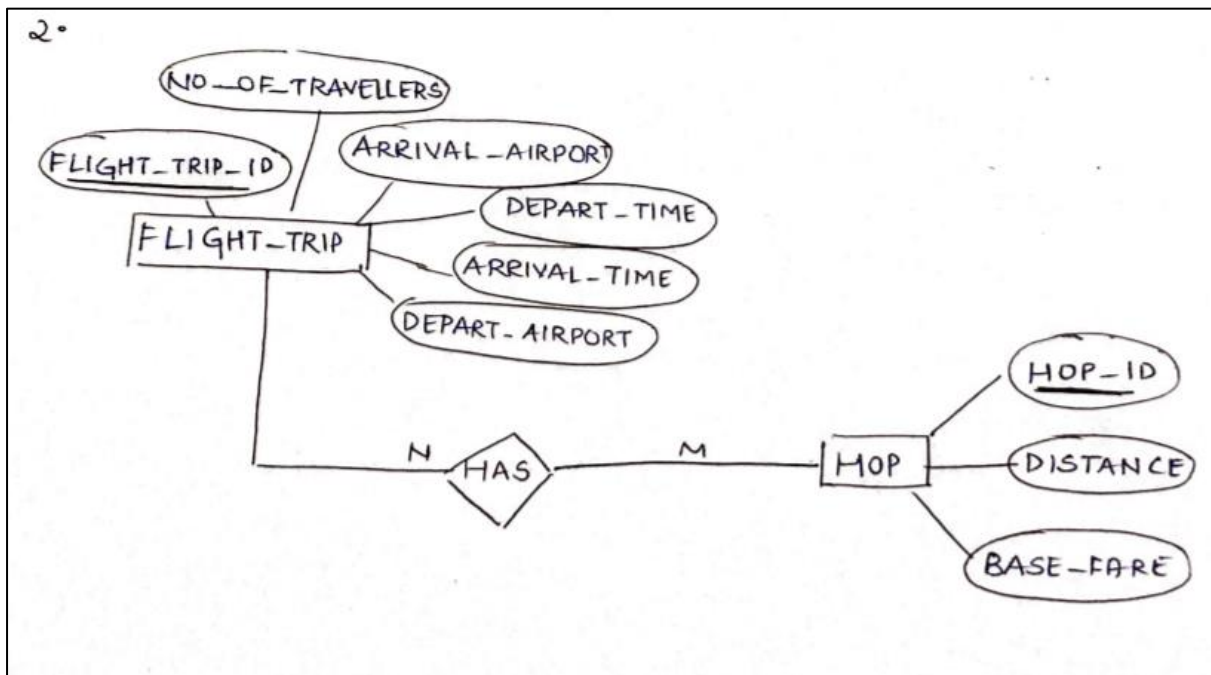 2.
NO_OF_TRAVELLERS
FLIGHT_TRIP_ID
ARRIVAL_AIRPORT
DEPART_TIME
FLIGHT_TRIP
ARRIVAL_TIME
DEPART_AIRPORT
HOP_ID
N
HAS
M
HOP
DISTANCE
BASE_FARE